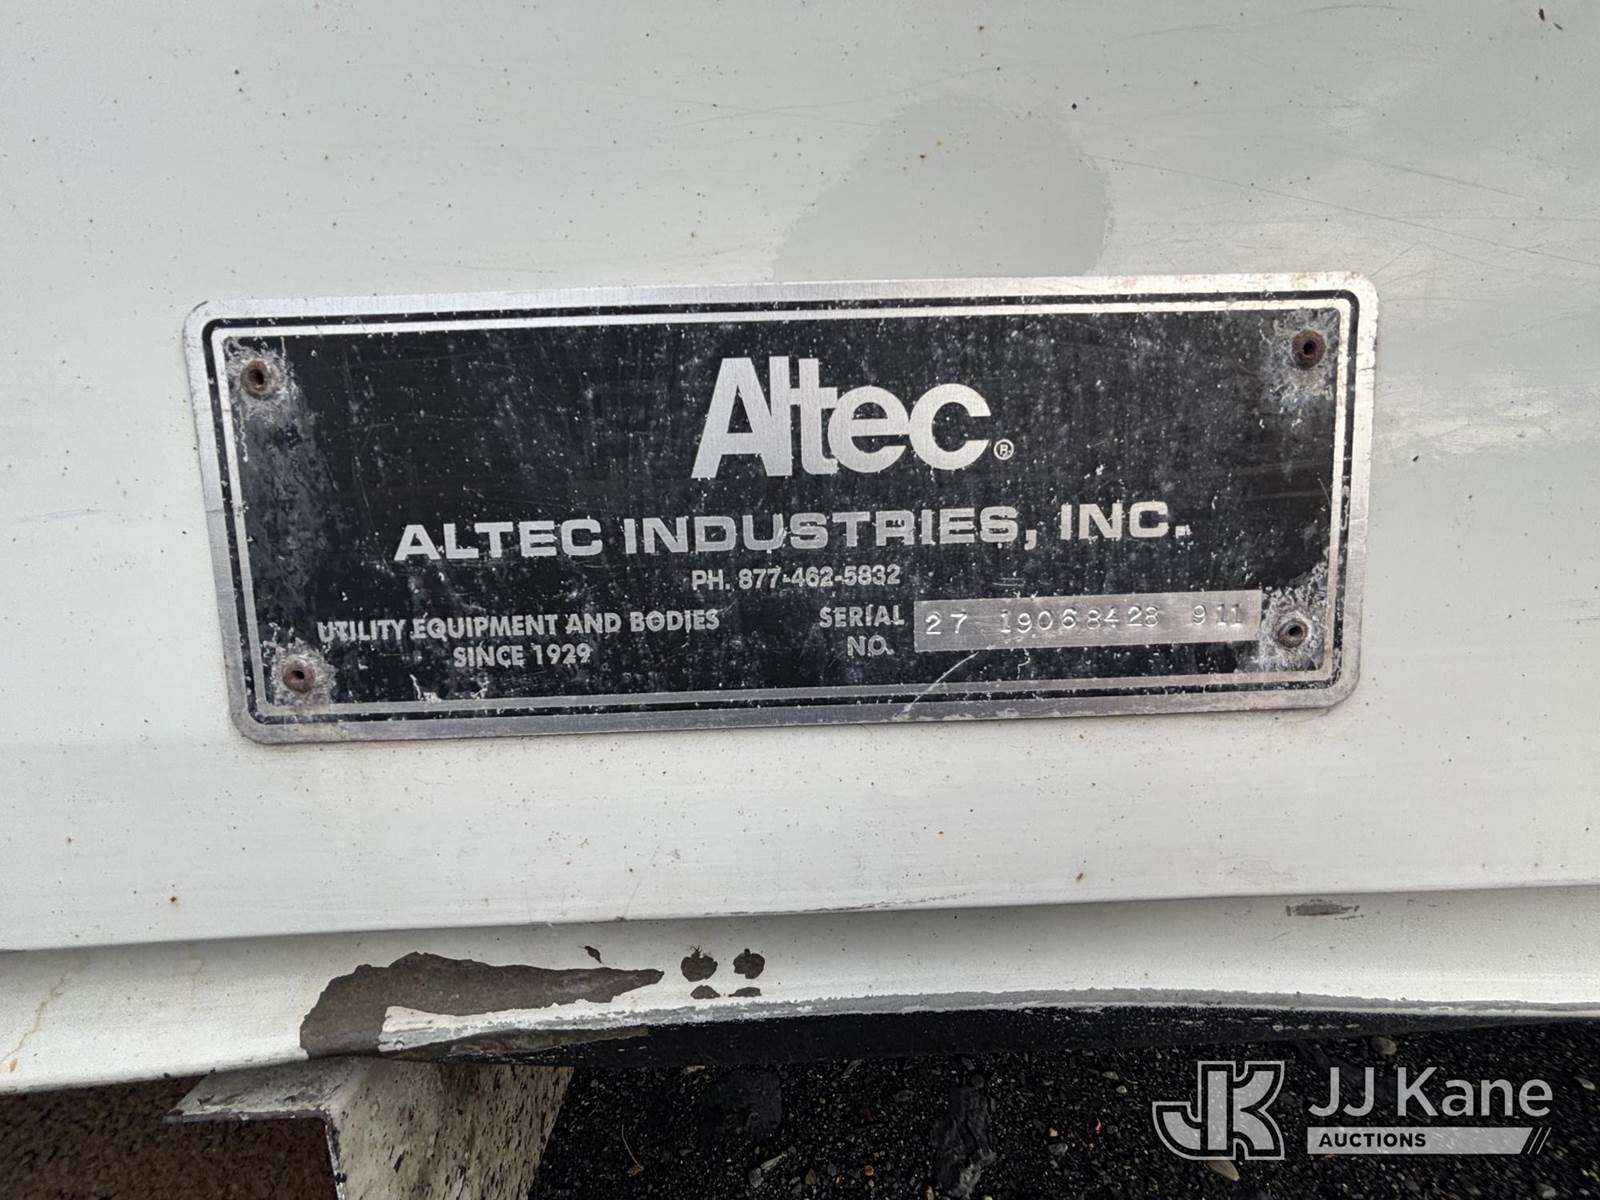 Altec®
ALTEC INDUSTRIES, INC.
PH. 877-462-5832
UTILITY EQUIPMENT AND BODIES
SINCE 1929
SERIAL NO. 27 19068428 911
JK JJ Kane
AUCTIONS